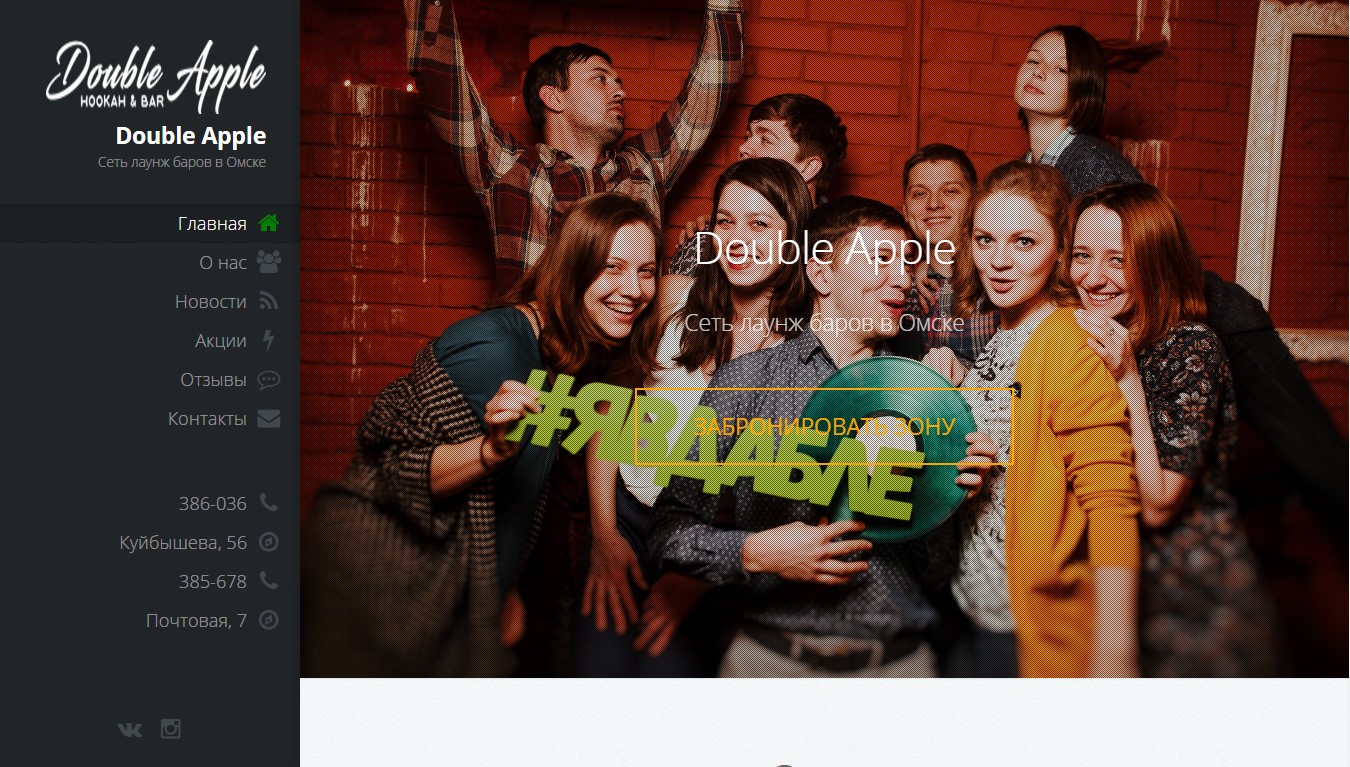 Double Apple
HOOKAH & BAR
Double Apple
Сеть лаунж баров в Омске
Главная
О нас
Новости
Акции
Отзывы
Контакты
386-036
Куйбышева, 56
385-678
Почтовая, 7
Double Apple
Сеть лаунж баров в Омске
ЗАБРОНИРОВАТЬ ЗОНУ
#ЯВДАБЛЕ